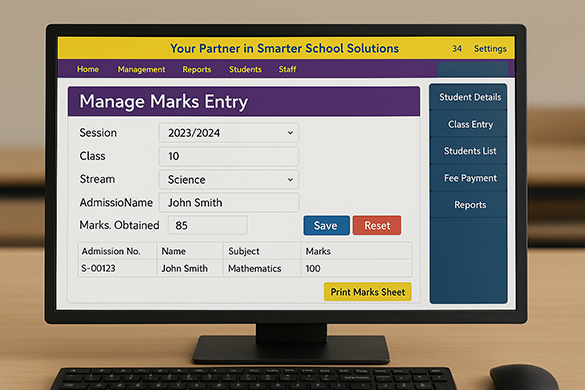 Your Partner in Smarter School Solutions 34 Settings
Home Management Reports Students Staff
Manage Marks Entry
Session 2023/2024
Class 10
Stream Science
AdmissioName John Smith
Marks. Obtained 85 Save Reset
Admission No. Name Subject Marks
S-00123 John Smith Mathematics 100
Print Marks Sheet
Student Details
Class Entry
Students List
Fee Payment
Reports